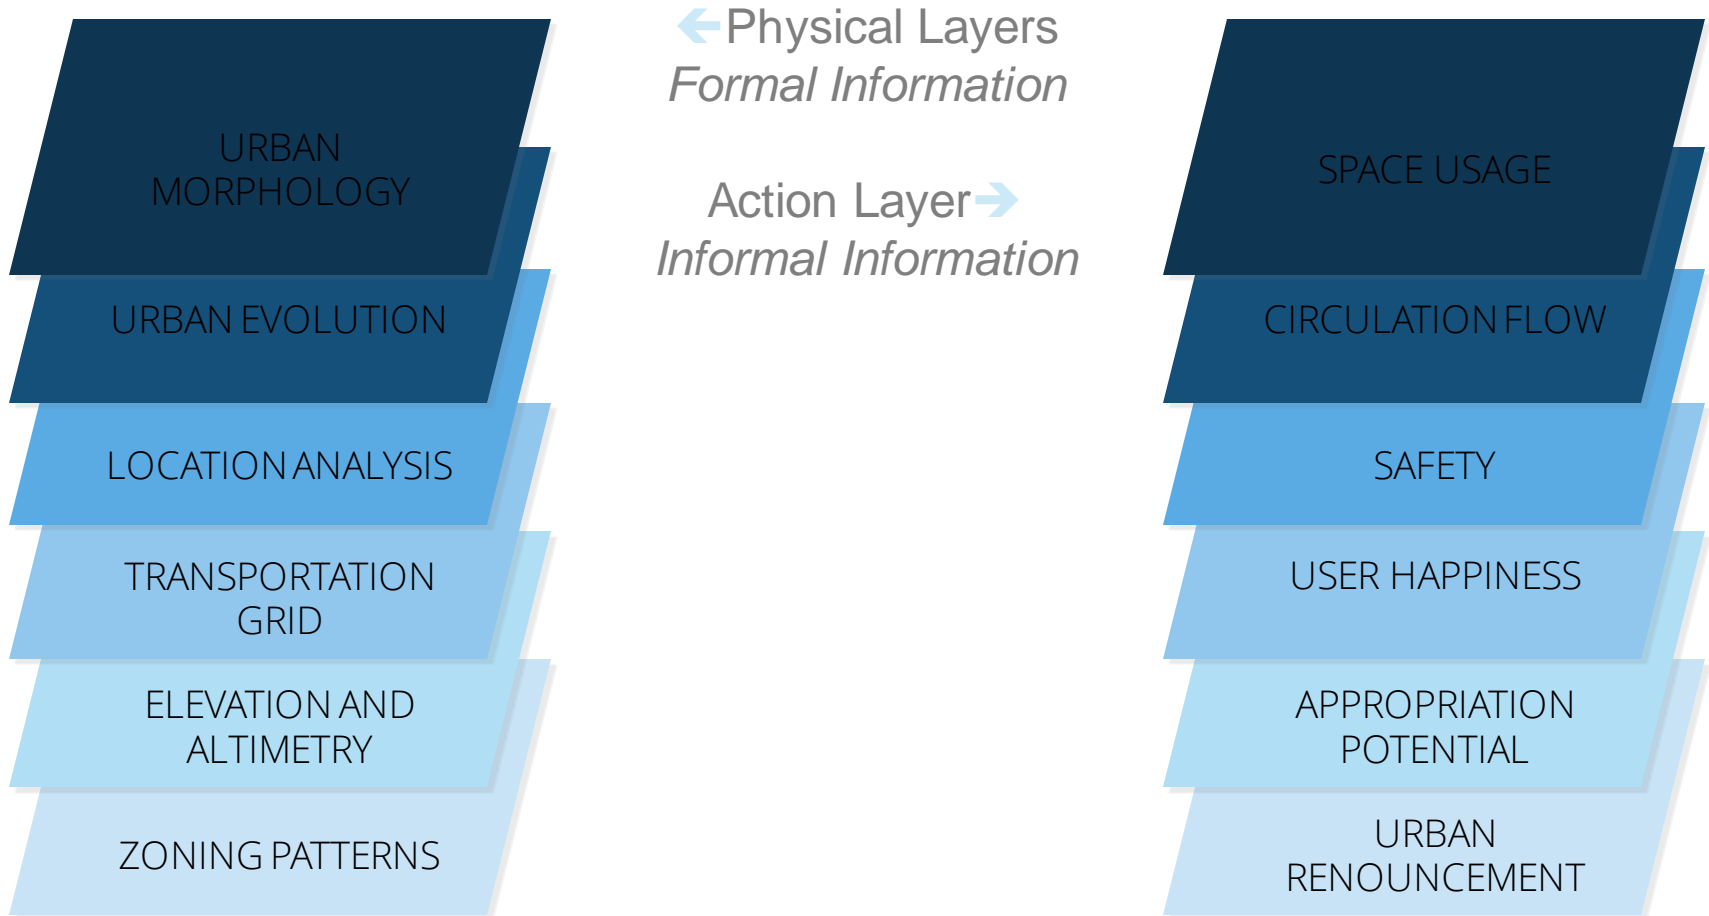 Physical Layers
Formal Information
Action Layer
Informal Information
URBAN
MORPHOLOGY
URBAN EVOLUTION
LOCATION ANALYSIS
TRANSPORTATION
GRID
ELEVATION AND
ALTIMETRY
ZONING PATTERNS
SPACE USAGE
CIRCULATION FLOW
SAFETY
USER HAPPINESS
APPROPRIATION
POTENTIAL
URBAN
RENOUNCEMENT